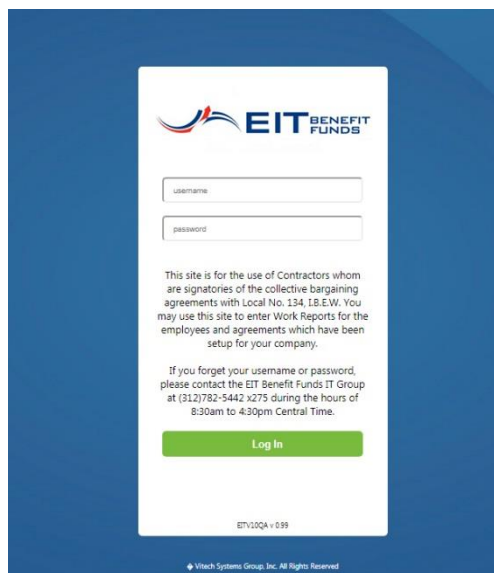 EIT BENEFIT
FUNDS
username
password
This site is for the use of Contractors whom
are signatories of the collective bargaining
agreements with Local No. 134, I.B.E.W. You
may use this site to enter Work Reports for the
employees and agreements which have been
setup for your company.
If you forget your username or password,
please contact the EIT Benefit Funds IT Group
at (312)782-5442 x275 during the hours of
8:30am to 4:30pm Central Time.
Log In
EITV10QA v 0.99
Vitech Systems Group, Inc. All Rights Reserved